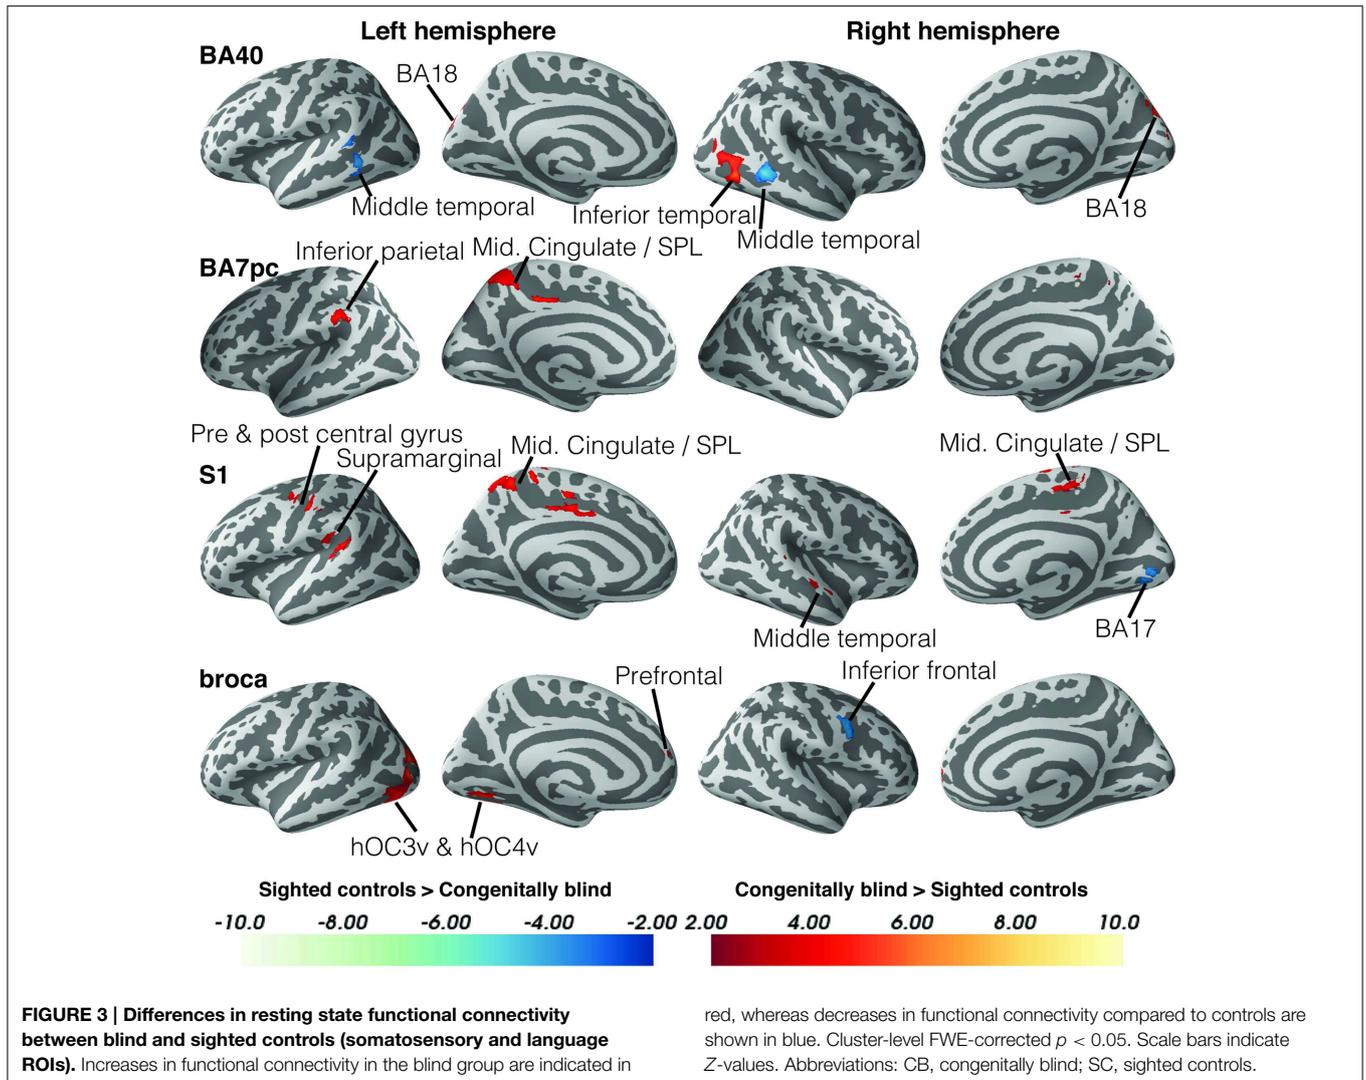 Left hemisphere
Right hemisphere
BA40
BA18
Middle temporal
Inferior temporal
Middle temporal
BA18
BA7pc
Inferior parietal
Mid. Cingulate / SPL
S1
Pre & post central gyrus
Supramarginal
Mid. Cingulate / SPL
Mid. Cingulate / SPL
Middle temporal
BA17
broca
Prefrontal
Inferior frontal
hOC3v & hOC4v
Sighted controls > Congenitally blind
Congenitally blind > Sighted controls
-10.0 -8.00 -6.00 -4.00 -2.00
2.00 4.00 6.00 8.00 10.0
FIGURE 3 | Differences in resting state functional connectivity
between blind and sighted controls (somatosensory and language
ROIs). Increases in functional connectivity in the blind group are indicated in
red, whereas decreases in functional connectivity compared to controls are
shown in blue. Cluster-level FWE-corrected p < 0.05. Scale bars indicate
Z-values. Abbreviations: CB, congenitally blind; SC, sighted controls.